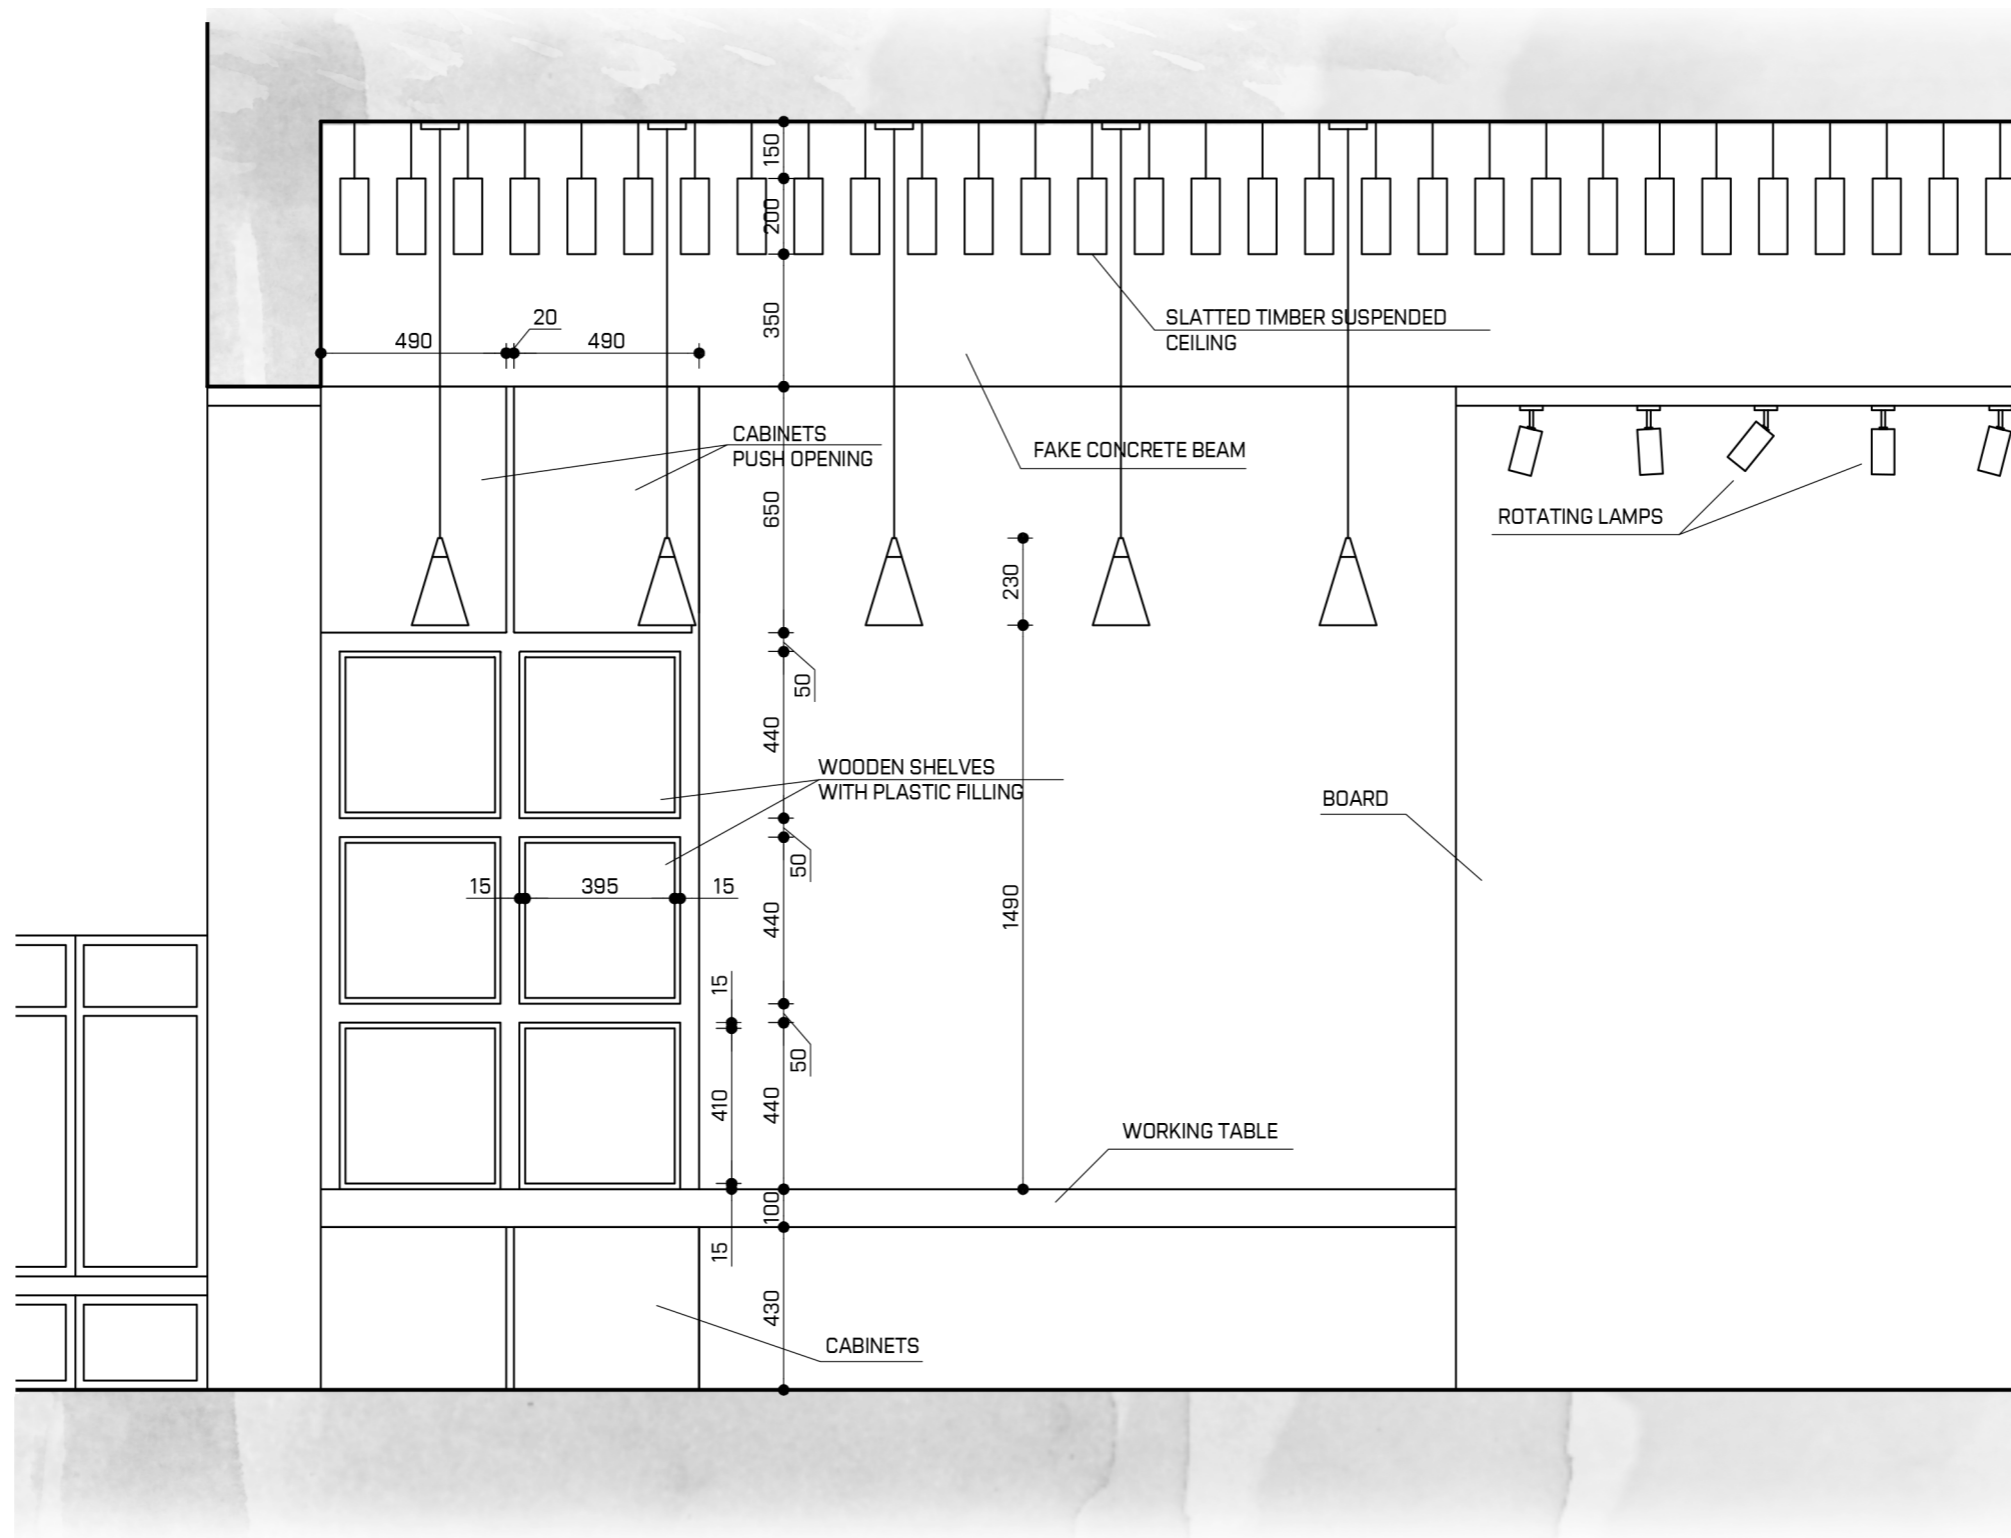 150
200
350
20
490
490
SLATTED TIMBER SUSPENDED
CEILING
CABINETS
PUSH OPENING
FAKE CONCRETE BEAM
650
ROTATING LAMPS
230
50
440
WOODEN SHELVES
WITH PLASTIC FILLING
BOARD
50
15
395
15
440
1490
15
50
410
440
WORKING TABLE
100
15
430
CABINETS